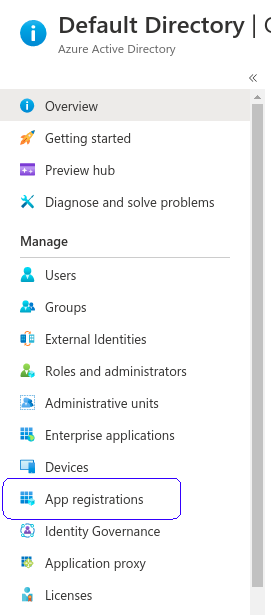 Default Directory |
Azure Active Directory
Overview
Getting started
Preview hub
Diagnose and solve problems
Manage
Users
Groups
External Identities
Roles and administrators
Administrative units
Enterprise applications
Devices
App registrations
Identity Governance
Application proxy
Licenses